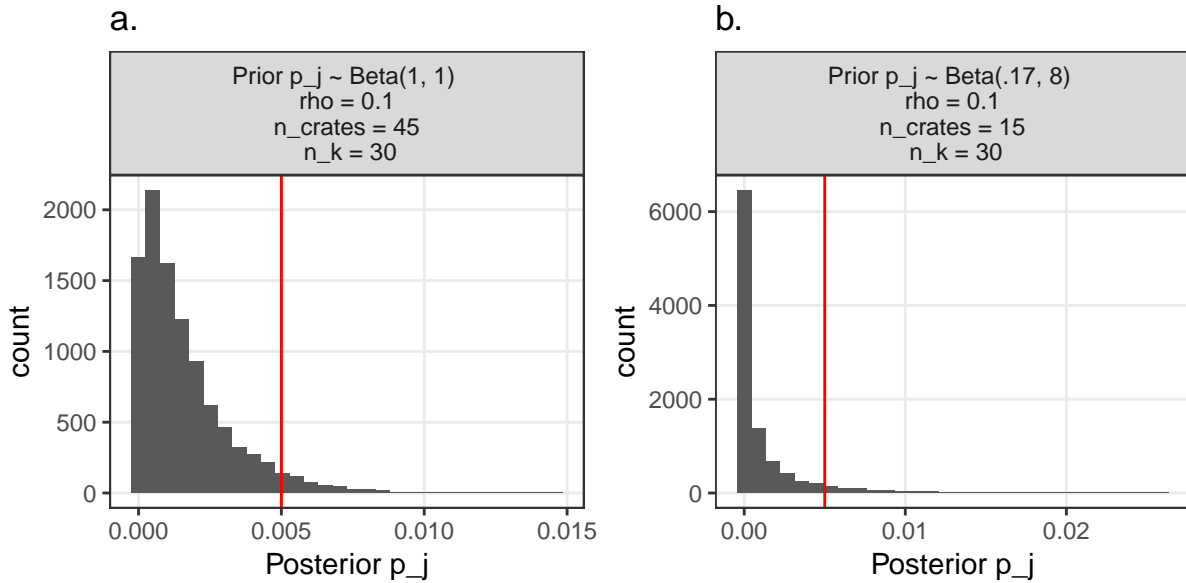 a.
Prior p_j ~ Beta(1, 1)
rho = 0.1
n_crates = 45
n_k = 30
2000
1500
1000
500
0
count
0.000
0.005
0.010
0.015
Posterior p_j
b.
Prior p_j ~ Beta(.17, 8)
rho = 0.1
n_crates = 15
n_k = 30
6000
4000
2000
0
count
0.00
0.01
0.02
Posterior p_j